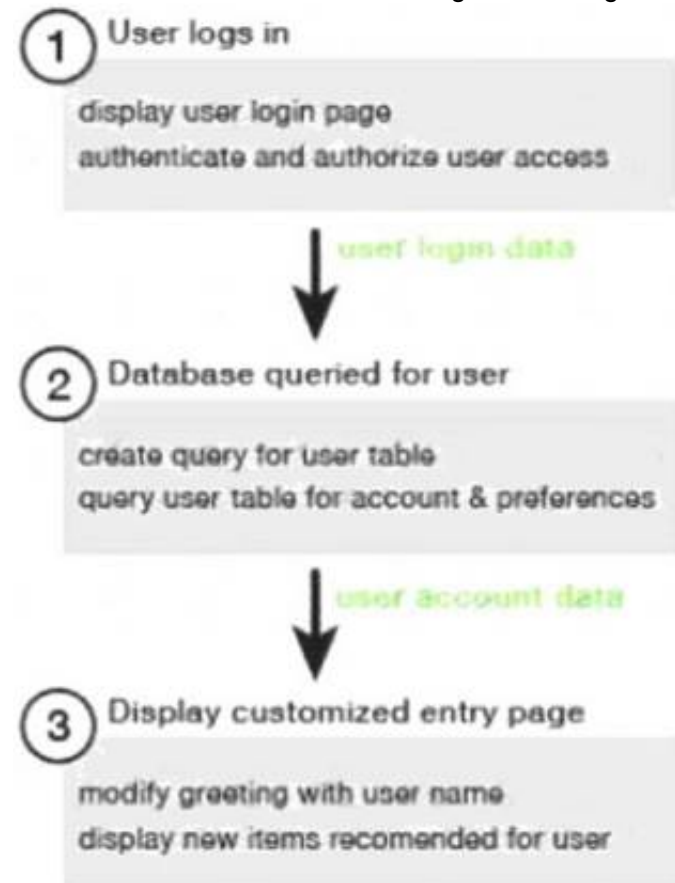 1 User logs in
display user login page
authenticate and authorize user access
user login data
2 Database queried for user
create query for user table
query user table for account & preferences
user account data
3 Display customized entry page
modify greeting with user name
display new items recomended for user